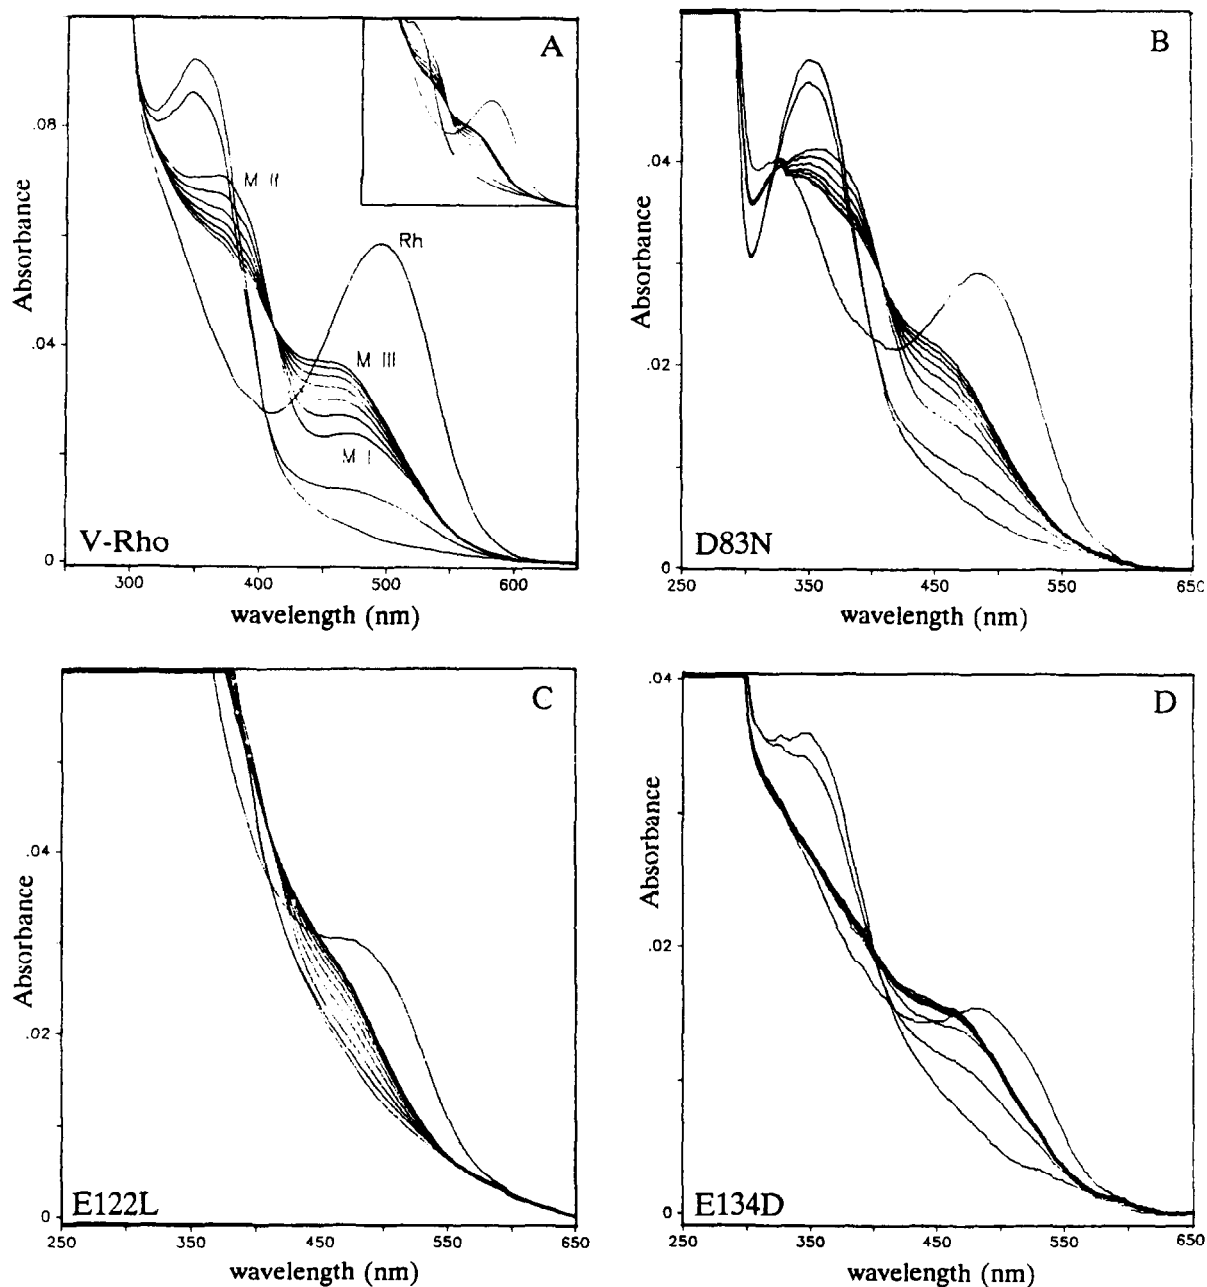 A
M II
Rh
M III
M I
V-Rho
Absorbance
.08
.04
0
300
400
500
600
wavelength (nm)
B
D83N
Absorbance
.04
.02
0
250
350
450
550
650
wavelength (nm)
C
E122L
Absorbance
.04
.02
0
250
350
450
550
650
wavelength (nm)
D
E134D
Absorbance
.04
.02
0
250
350
450
550
650
wavelength (nm)